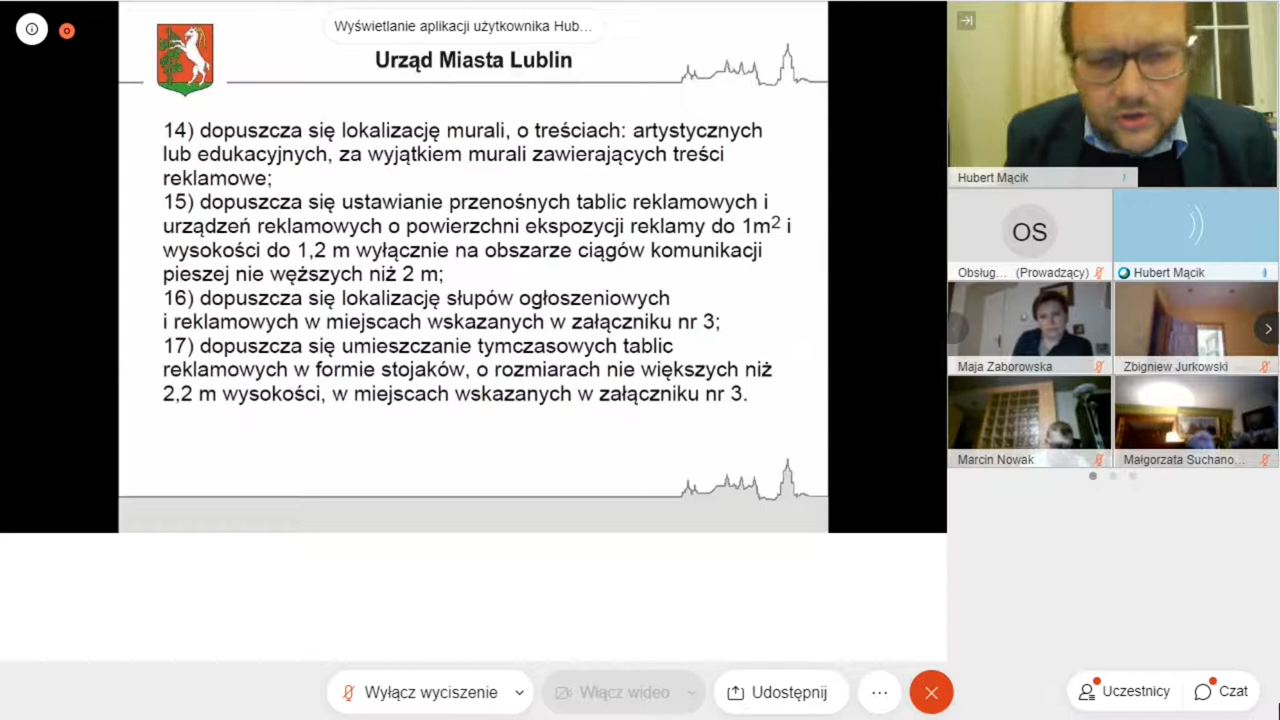 Wyświetlanie aplikacji użytkownika Hub...
Urząd Miasta Lublin
14) dopuszcza się lokalizację murali, o treściach: artystycznych
lub edukacyjnych, za wyjątkiem murali zawierających treści
reklamowe;
15) dopuszcza się ustawianie przenośnych tablic reklamowych i
urządzeń reklamowych o powierzchni ekspozycji reklamy do 1m² i
wysokości do 1,2 m wyłącznie na obszarze ciągów komunikacji
pieszej nie węższych niż 2 m;
16) dopuszcza się lokalizację słupów ogłoszeniowych
i reklamowych w miejscach wskazanych w załączniku nr 3;
17) dopuszcza się umieszczanie tymczasowych tablic
reklamowych w formie stojaków, o rozmiarach nie większych niż
2,2 m wysokości, w miejscach wskazanych w załączniku nr 3.
Hubert Mącik
OS
Obsług... (Prowadzący)
Hubert Mącik
Maja Zaborowska
Zbigniew Jurkowski
Marcin Nowak
Małgorzata Suchano...
Wyłącz wyciszenie
Włącz wideo
Udostępnij
Uczestnicy
Czat